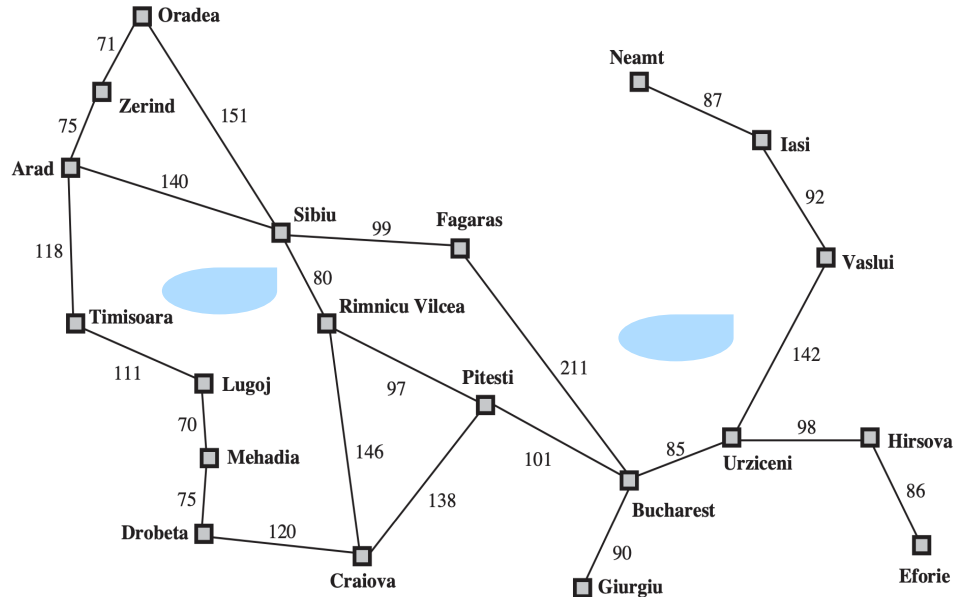 Oradea
71
Neamt
Zerind
87
151
75
Iasi
Arad
140
92
Sibiu
Fagaras
99
118
Vaslui
80
Timisoara
Rimnicu Vilcea
142
111
211
Lugoj
97
Pitesti
70
98
Mehadia
146
85
Hirsova
101
Urziceni
75
138
86
Bucharest
Drobeta
120
90
Craiova
Giurgiu
Eforie